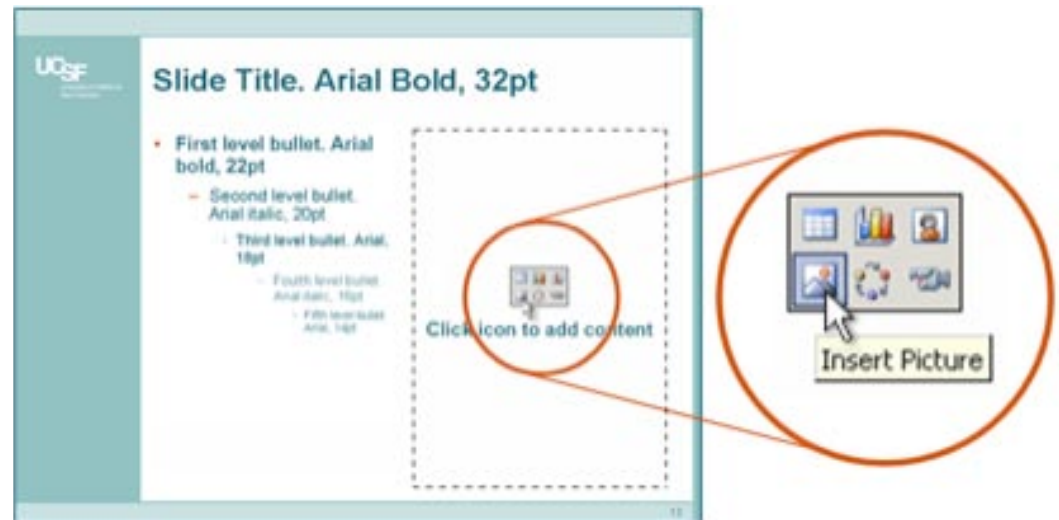 UCSF
Slide Title. Arial Bold, 32pt
• First level bullet. Arial
bold, 22pt
– Second level bullet.
Arial italic, 20pt
Third level bullet. Arial,
18pt
Fourth level bullet.
Arial italic, 16pt
Fifth level bullet
Arial, 14pt
Click icon to add content
Insert Picture